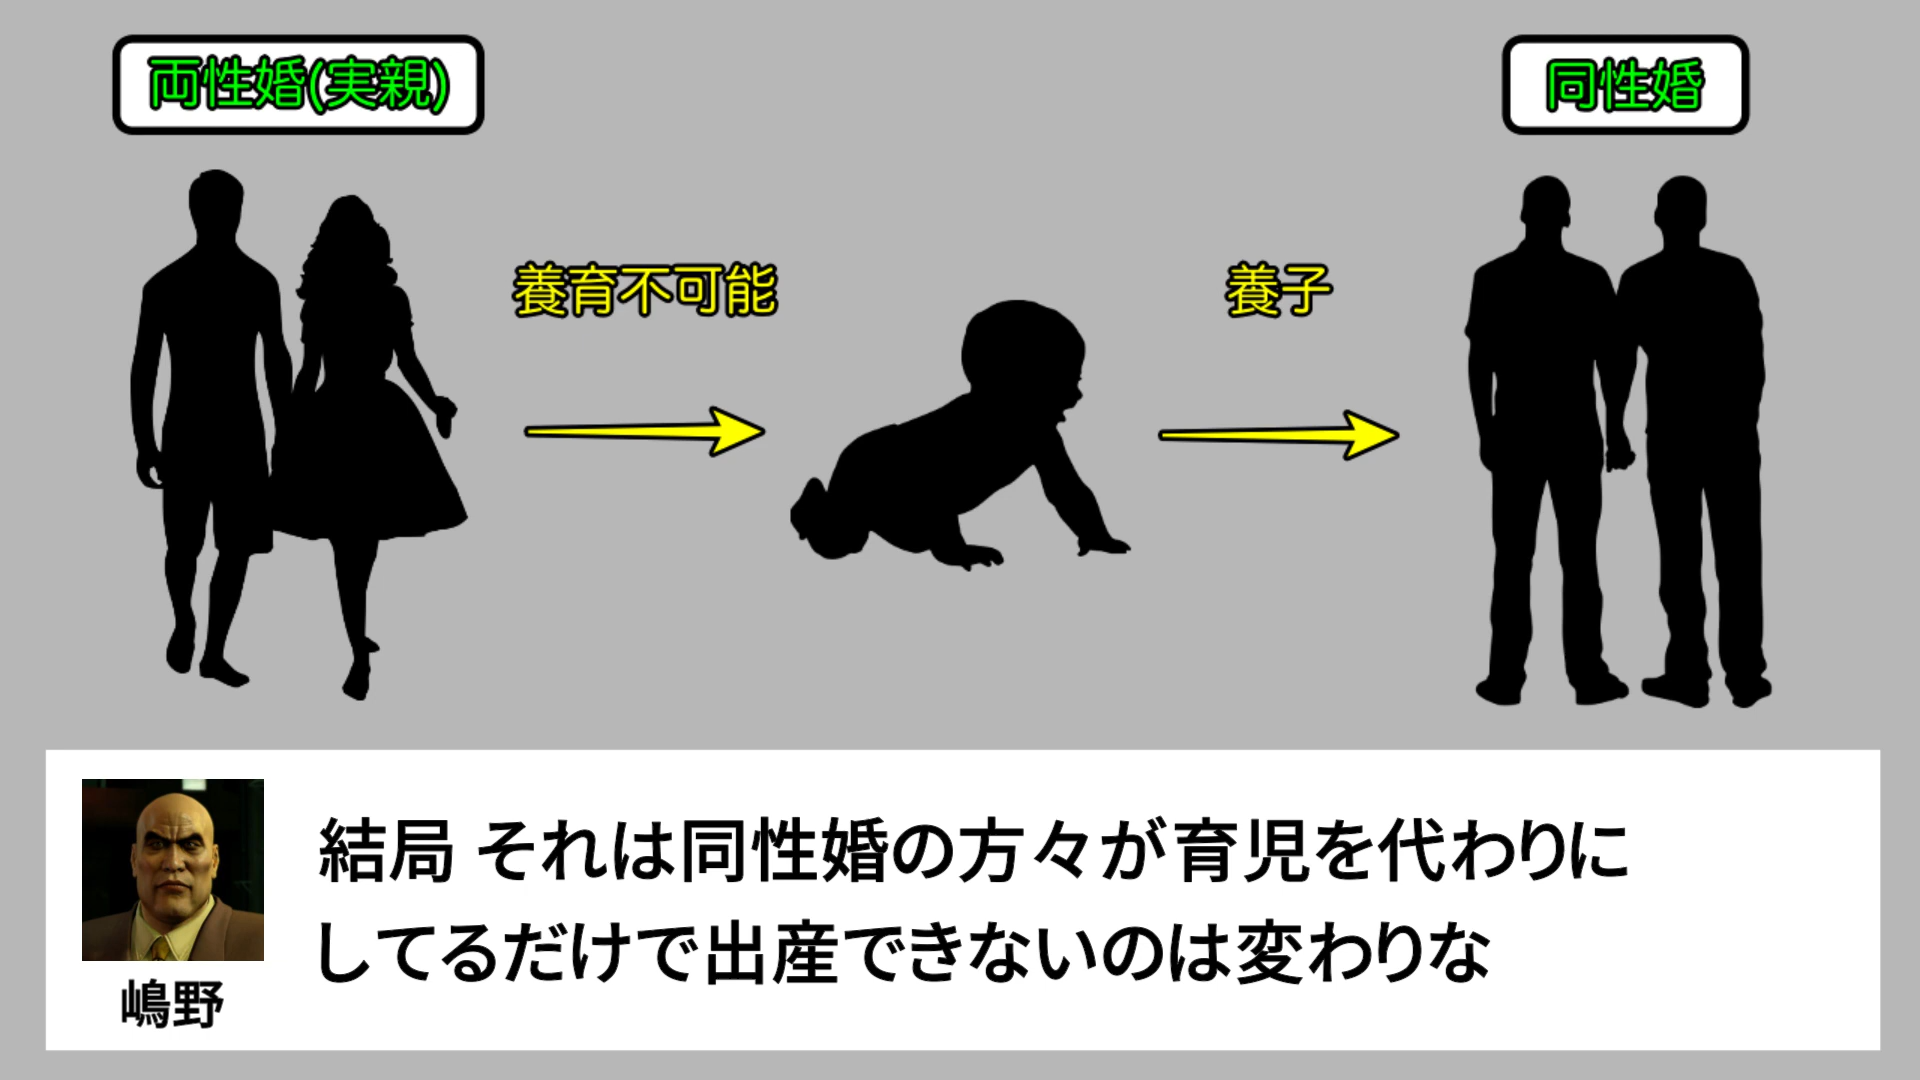 両性婚(実親)
同性婚
養育不可能
養子
結局 それは同性婚の方々が育児を代わりに
してるだけで出産できないのは変わりな
嶋野